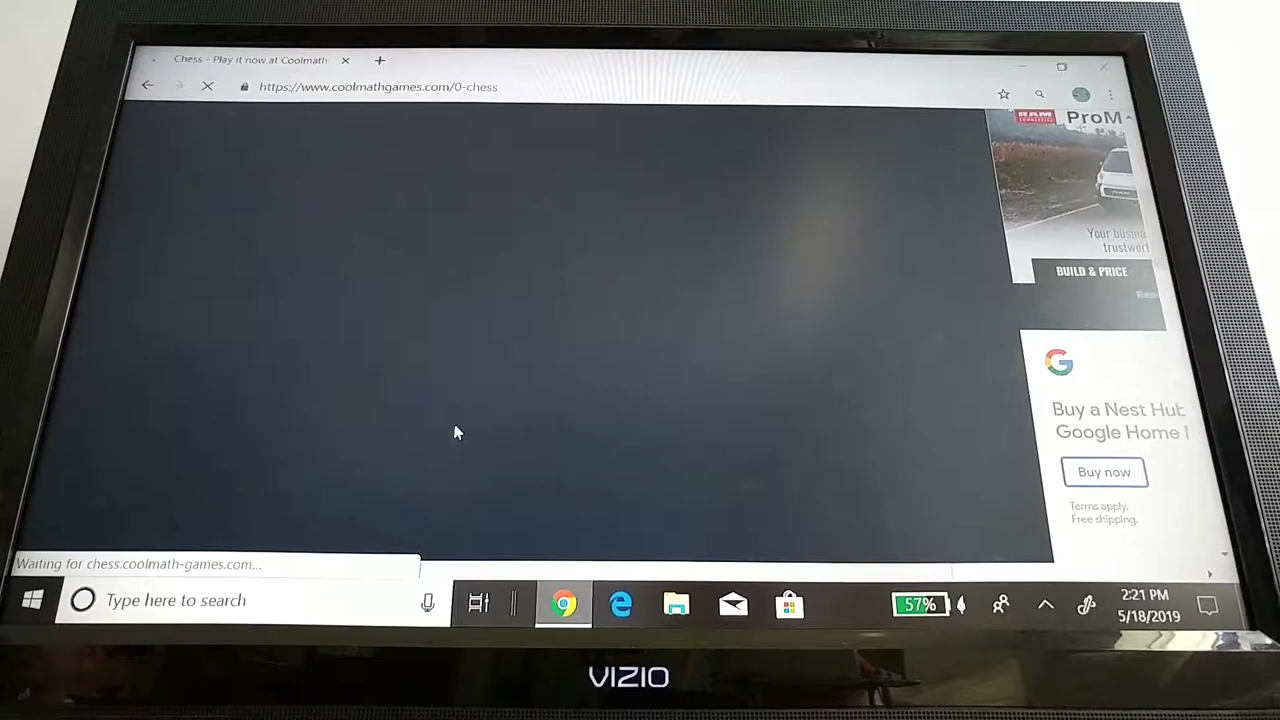 Chess - Play it now at Coolmath
https://www.coolmathgames.com/0-chess
RAM
ProM
Your busine
trustwort
BUILD & PRICE
Buy a Nest Hub
Google Home
Buy now
Terms apply.
Free shipping.
Waiting for chess.coolmath-games.com...
Type here to search
57%
2:21 PM
5/18/2019
VIZIO